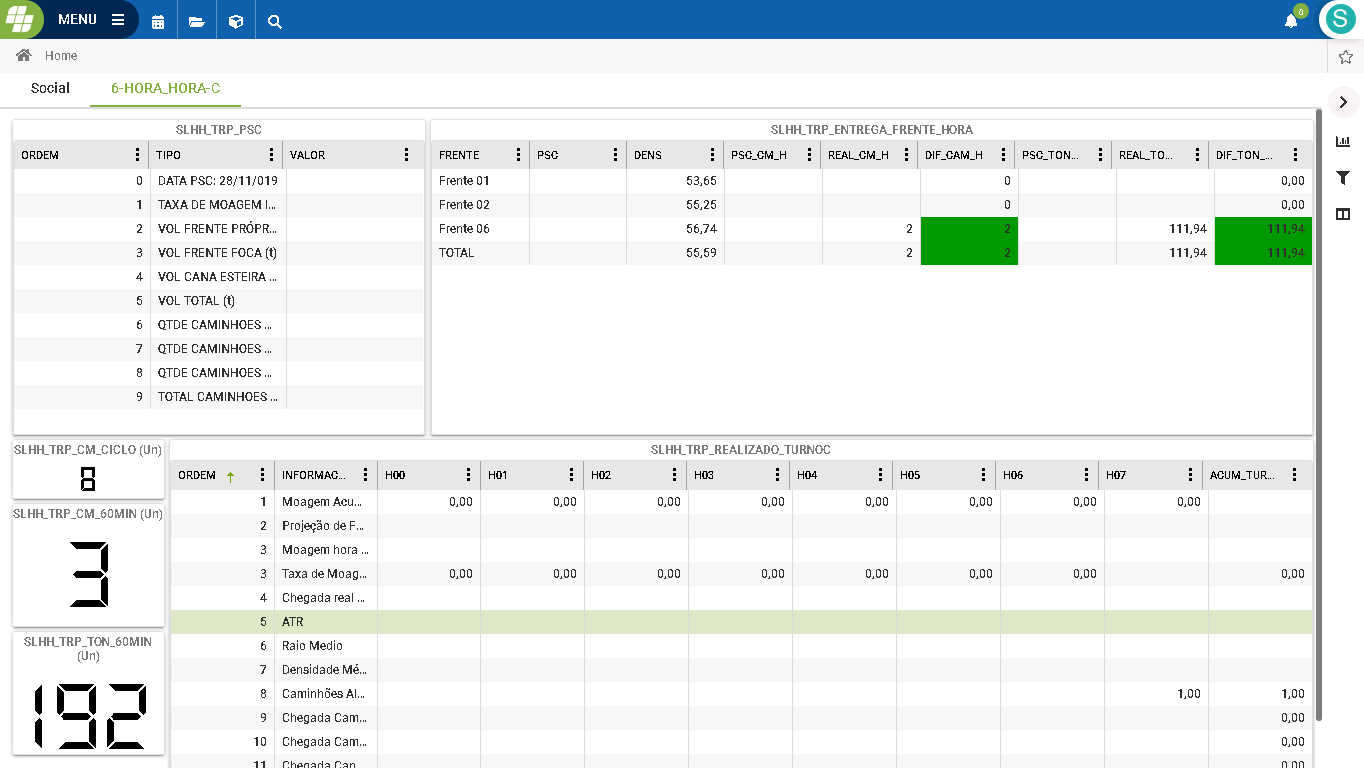 MENU
0
S
Home
Social 6-HORA_HORA-C
SLHH_TRP_PSC
ORDEM TIPO VALOR
0 DATA PSC: 28/11/019
1 TAXA DE MOAGEM I...
2 VOL FRENTE PRÓPR...
3 VOL FRENTE FOCA (t)
4 VOL CANA ESTEIRA ...
5 VOL TOTAL (t)
6 QTDE CAMINHOES ...
7 QTDE CAMINHOES ...
8 QTDE CAMINHOES ...
9 TOTAL CAMINHOES ...
SLHH_TRP_ENTREGA_FRENTE_HORA
FRENTE PSC DENS PSC_CM_H REAL_CM_H DIF_CAM_H PSC_TON... REAL_TO... DIF_TON_...
Frente 01 53,65 0 0,00
Frente 02 55,25 0 0,00
Frente 06 56,74 2 2 111,94 111,94
TOTAL 55,59 2 2 111,94 111,94
SLHH_TRP_CM_CICLO (Un)
8
SLHH_TRP_CM_60MIN (Un)
3
SLHH_TRP_TON_60MIN
(Un)
192
SLHH_TRP_REALIZADO_TURNOC
ORDEM INFORMAC... H00 H01 H02 H03 H04 H05 H06 H07 ACUM_TUR...
1 Moagem Acu... 0,00 0,00 0,00 0,00 0,00 0,00 0,00 0,00
2 Projeção de F...
3 Moagem hora ...
3 Taxa de Moag... 0,00 0,00 0,00 0,00 0,00 0,00 0,00 0,00
4 Chegada real ...
5 ATR
6 Raio Medio
7 Densidade Mé...
8 Caminhões Al... 1,00 1,00
9 Chegada Cam... 0,00
10 Chegada Cam... 0,00
11 Chegada Can... 0,00